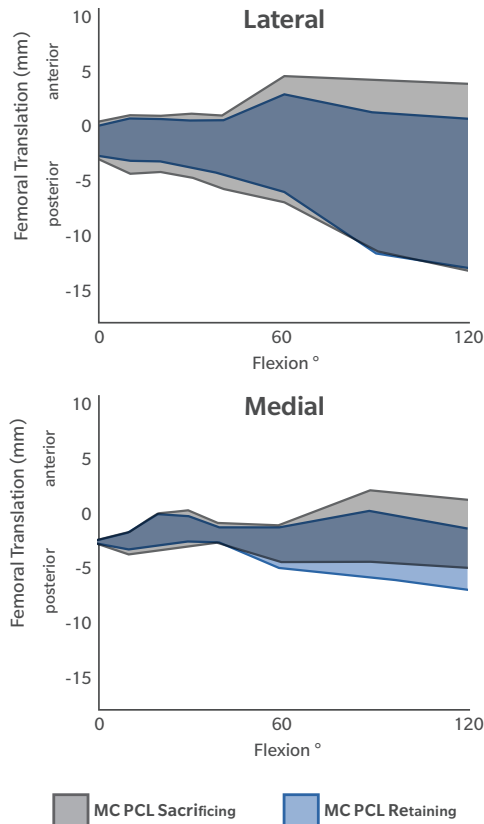 Lateral
Femoral Translation (mm)
anterior
posterior
10
5
0
-5
-10
-15
0
60
120
Flexion °
Medial
Femoral Translation (mm)
anterior
posterior
10
5
0
-5
-10
-15
0
60
120
Flexion °
MC PCL Sacrificing
MC PCL Retaining